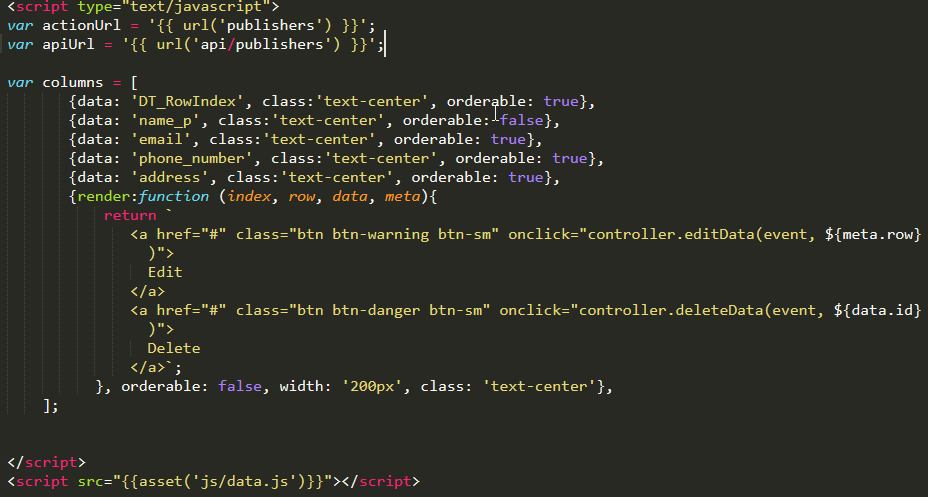 <script type="text/javascript">
var actionUrl = '{{ url('publishers') }}';
var apiUrl = '{{ url('api/publishers') }}';
var columns = [
{data: 'DT_RowIndex', class:'text-center', orderable: true},
{data: 'name_p', class:'text-center', orderable: false},
{data: 'email', class:'text-center', orderable: true},
{data: 'phone_number', class:'text-center', orderable: true},
{data: 'address', class:'text-center', orderable: true},
{render:function (index, row, data, meta){
return `
<a href="#" class="btn btn-warning btn-sm" onclick="controller.editData(event, ${meta.row}
)">
Edit
</a>
<a href="#" class="btn btn-danger btn-sm" onclick="controller.deleteData(event, ${data.id}
)">
Delete
</a>`;
}, orderable: false, width: '200px', class: 'text-center'},
];
</script>
<script src="{{asset('js/data.js')}}"></script>